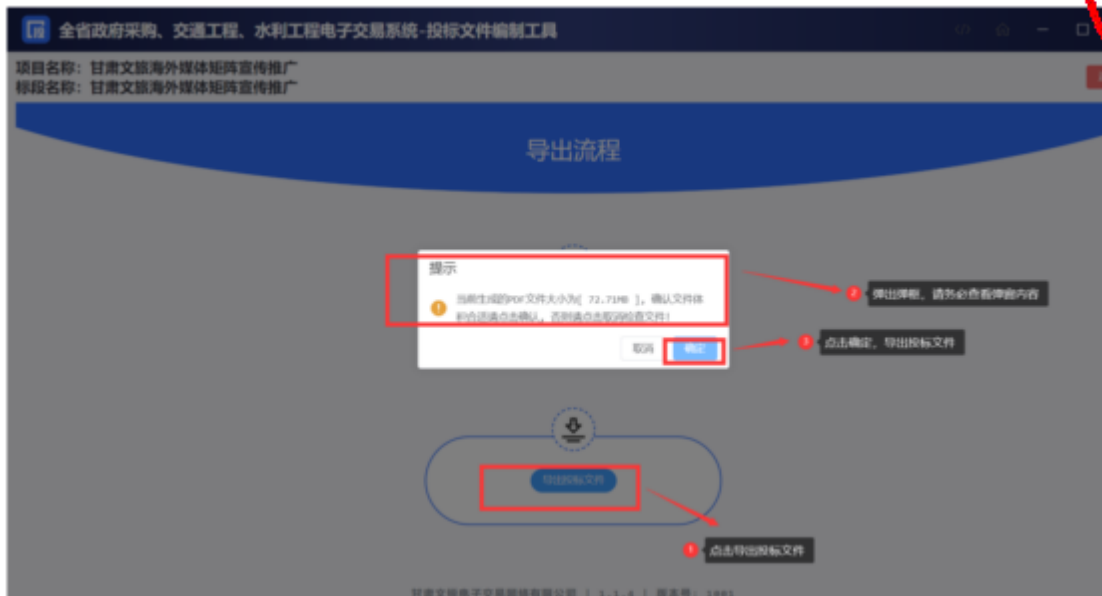 全省政府采购、交通工程、水利工程电子交易系统-投标文件编制工具
项目名称：甘肃文旅海外媒体矩阵宣传推广
标段名称：甘肃文旅海外媒体矩阵宣传推广
导出流程
提示
当前生成的PDF文件大小为[ 72.71MB ]，确认文件体
积合适请点击确认，否则请点击取消检查文件！
取消 确定
2 弹出弹框，请务必查看弹窗内容
3 点击确定，导出投标文件
导出投标文件
1 点击导出投标文件